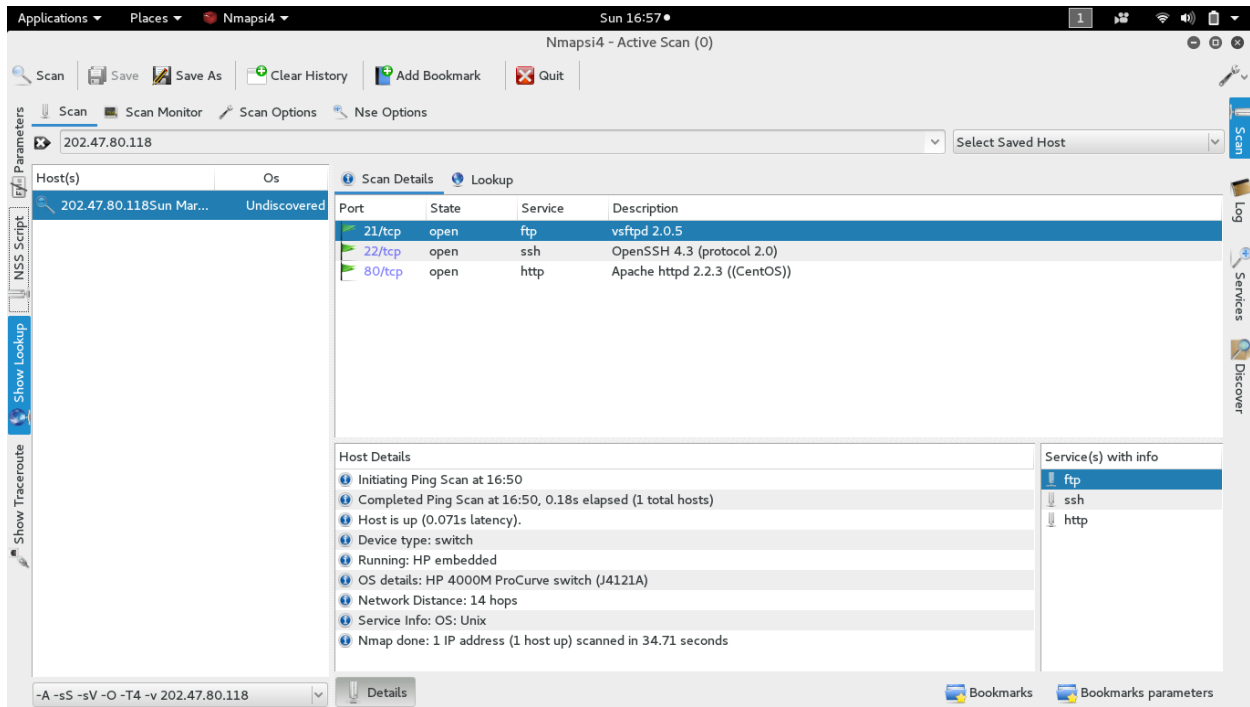 Applications Places Nmapsi4 Sun 16:57 1
Nmapsi4 - Active Scan (0)
Scan Save Save As Clear History Add Bookmark Quit
Scan Scan Monitor Scan Options Nse Options
202.47.80.118 Select Saved Host
Parameters
NSS Script
Show Lookup
Show Traceroute
Host(s) Os
202.47.80.118Sun Mar... Undiscovered
Scan Details Lookup
Port State Service Description
21/tcp open ftp vsftpd 2.0.5
22/tcp open ssh OpenSSH 4.3 (protocol 2.0)
80/tcp open http Apache httpd 2.2.3 ((CentOS))
Host Details
Initiating Ping Scan at 16:50
Completed Ping Scan at 16:50, 0.18s elapsed (1 total hosts)
Host is up (0.071s latency).
Device type: switch
Running: HP embedded
OS details: HP 4000M ProCurve switch (J4121A)
Network Distance: 14 hops
Service Info: OS: Unix
Nmap done: 1 IP address (1 host up) scanned in 34.71 seconds
Service(s) with info
ftp
ssh
http
Scan
Log
Services
Discover
-A -sS -sV -O -T4 -v 202.47.80.118 Details Bookmarks Bookmarks parameters